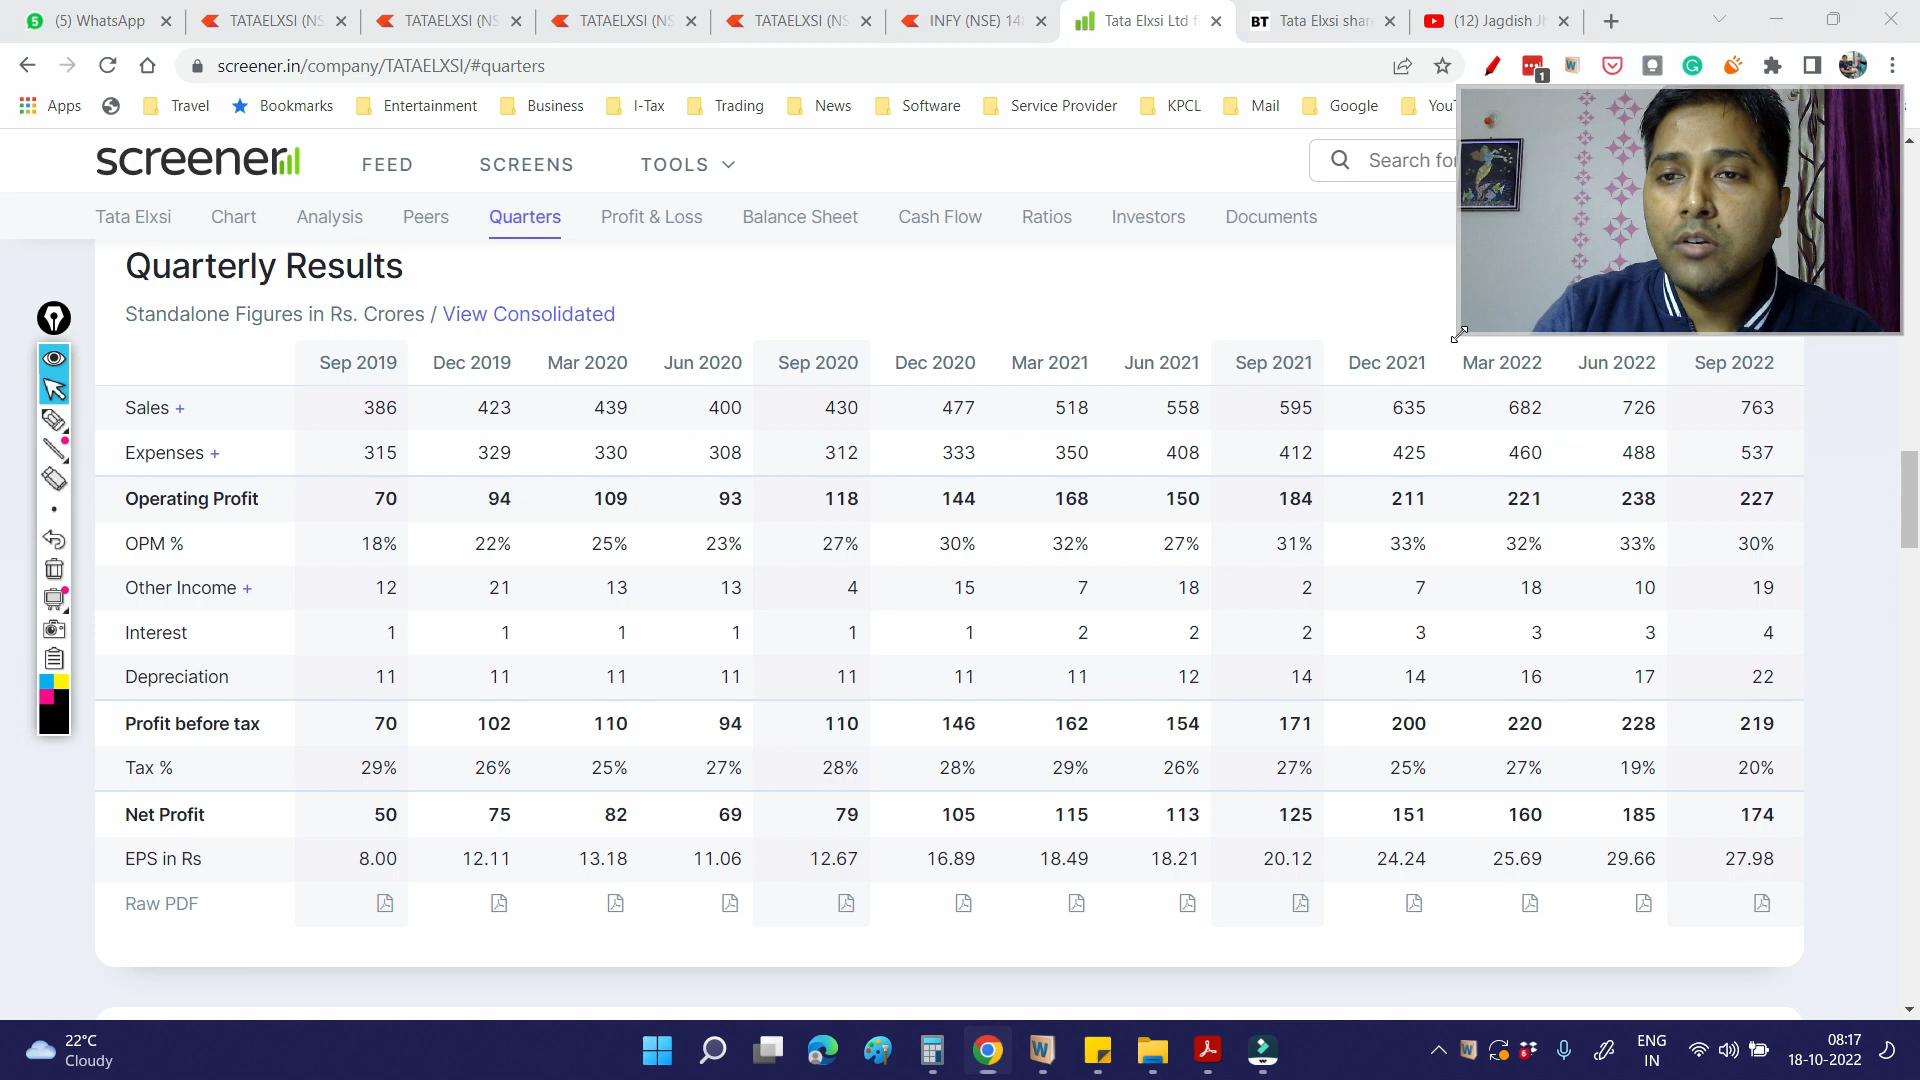 (5) WhatsApp
TATAELXSI (NS
TATAELXSI (NS
TATAELXSI (NS
TATAELXSI (NS
INFY (NSE) 14
Tata Elxsi Ltd fi
BT Tata Elxsi shar
(12) Jagdish Jh
screener.in/company/TATAELXSI/#quarters
1
Apps Travel Bookmarks Entertainment Business I-Tax Trading News Software Service Provider KPCL Mail Google YouT
screener FEED SCREENS TOOLS Search for
Tata Elxsi Chart Analysis Peers Quarters Profit & Loss Balance Sheet Cash Flow Ratios Investors Documents
Quarterly Results
Standalone Figures in Rs. Crores / View Consolidated
Sep 2019 Dec 2019 Mar 2020 Jun 2020 Sep 2020 Dec 2020 Mar 2021 Jun 2021 Sep 2021 Dec 2021 Mar 2022 Jun 2022 Sep 2022
Sales + 386 423 439 400 430 477 518 558 595 635 682 726 763
Expenses + 315 329 330 308 312 333 350 408 412 425 460 488 537
Operating Profit 70 94 109 93 118 144 168 150 184 211 221 238 227
OPM % 18% 22% 25% 23% 27% 30% 32% 27% 31% 33% 32% 33% 30%
Other Income + 12 21 13 13 4 15 7 18 2 7 18 10 19
Interest 1 1 1 1 1 1 2 2 2 3 3 3 4
Depreciation 11 11 11 11 11 11 11 12 14 14 16 17 22
Profit before tax 70 102 110 94 110 146 162 154 171 200 220 228 219
Tax % 29% 26% 25% 27% 28% 28% 29% 26% 27% 25% 27% 19% 20%
Net Profit 50 75 82 69 79 105 115 113 125 151 160 185 174
EPS in Rs 8.00 12.11 13.18 11.06 12.67 16.89 18.49 18.21 20.12 24.24 25.69 29.66 27.98
Raw PDF
22°C
Cloudy
ENG
IN
08:17
18-10-2022